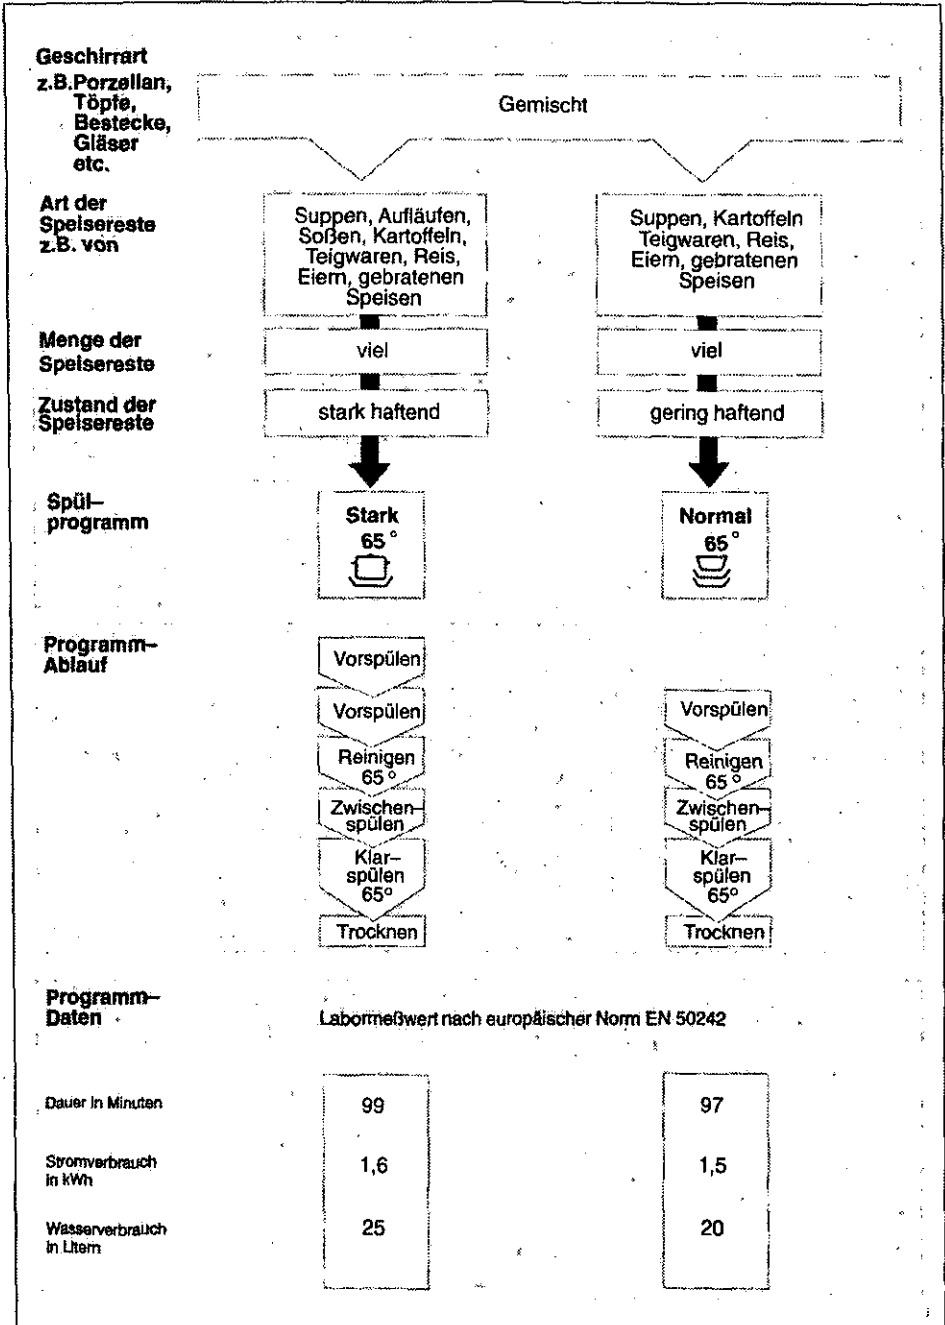 Geschirrart
z.B.Porzellan,
Töpfe,
Bestecke,
Gläser
etc.
Gemischt
Art der
Speisereste
z.B. von
Suppen, Aufläufen,
Soßen, Kartoffeln,
Teigwaren, Reis,
Eiern, gebratenen
Speisen
Suppen, Kartoffeln
Teigwaren, Reis,
Eiern, gebratenen
Speisen
Menge der
Speisereste
viel
viel
Zustand der
Speisereste
stark haftend
gering haftend
Spül–
programm
Stark
65°
Normal
65°
Programm–
Ablauf
Vorspülen
Vorspülen
Reinigen
65°
Zwischen–
spülen
Klar–
spülen
65°
Trocknen
Vorspülen
Reinigen
65°
Zwischen–
spülen
Klar–
spülen
65°
Trocknen
Programm–
Daten
Labormeßwert nach europäischer Norm EN 50242
Dauer in Minuten
99
97
Stromverbrauch
in kWh
1,6
1,5
Wasserverbrauch
in Litern
25
20